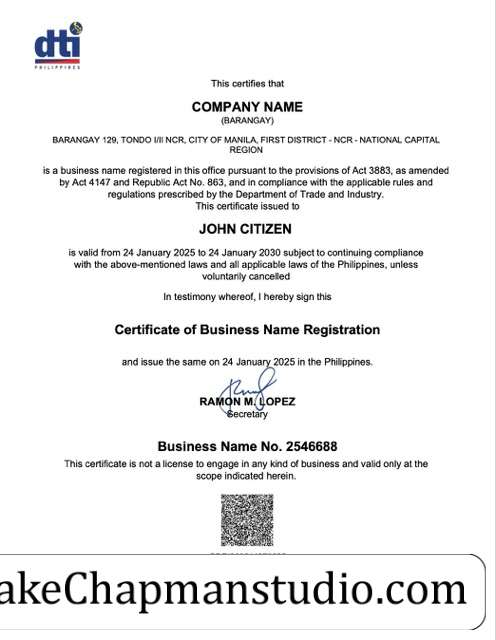 dti
PHILIPPINES
This certifies that
COMPANY NAME
(BARANGAY)
BARANGAY 129, TONDO I/II NCR, CITY OF MANILA, FIRST DISTRICT - NCR - NATIONAL CAPITAL
REGION
is a business name registered in this office pursuant to the provisions of Act 3883, as amended
by Act 4147 and Republic Act No. 863, and in compliance with the applicable rules and
regulations prescribed by the Department of Trade and Industry.
This certificate issued to
JOHN CITIZEN
is valid from 24 January 2025 to 24 January 2030 subject to continuing compliance
with the above-mentioned laws and all applicable laws of the Philippines, unless
voluntarily cancelled
In testimony whereof, I hereby sign this
Certificate of Business Name Registration
and issue the same on 24 January 2025 in the Philippines.
RAMON M. LOPEZ
Secretary
Business Name No. 2546688
This certificate is not a license to engage in any kind of business and valid only at the
scope indicated herein.
akeChapmanstudio.com